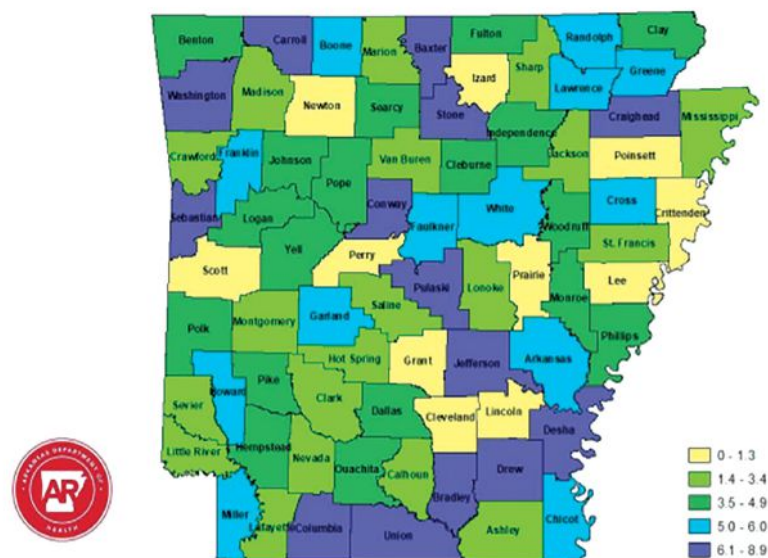 Benton
Carroll
Boone
Marion
Baxter
Fulton
Randolph
Clay
Izard
Sharp
Lawrence
Greene
Washington
Madison
Newton
Searcy
Stone
Independence
Craighead
Mississippi
Crawford
Franklin
Johnson
Van Buren
Cleburne
Jackson
Poinsett
Pope
Sebastian
Logan
Conway
Faulkner
White
Woodruff
Cross
Crittenden
Yell
St. Francis
Scott
Perry
Pulaski
Lonoke
Prairie
Monroe
Lee
Polk
Montgomery
Garland
Saline
Phillips
Hot Spring
Grant
Jefferson
Arkansas
Howard
Pike
Clark
Dallas
Cleveland
Lincoln
Desha
Sevier
Little River
Hempstead
Nevada
Ouachita
Calhoun
Bradley
Drew
Miller
Lafayette
Columbia
Union
Ashley
Chicot
ARKANSAS DEPARTMENT OF
AR
HEALTH
0 - 1.3
1.4 - 3.4
3.5 - 4.9
5.0 - 6.0
6.1 - 8.9